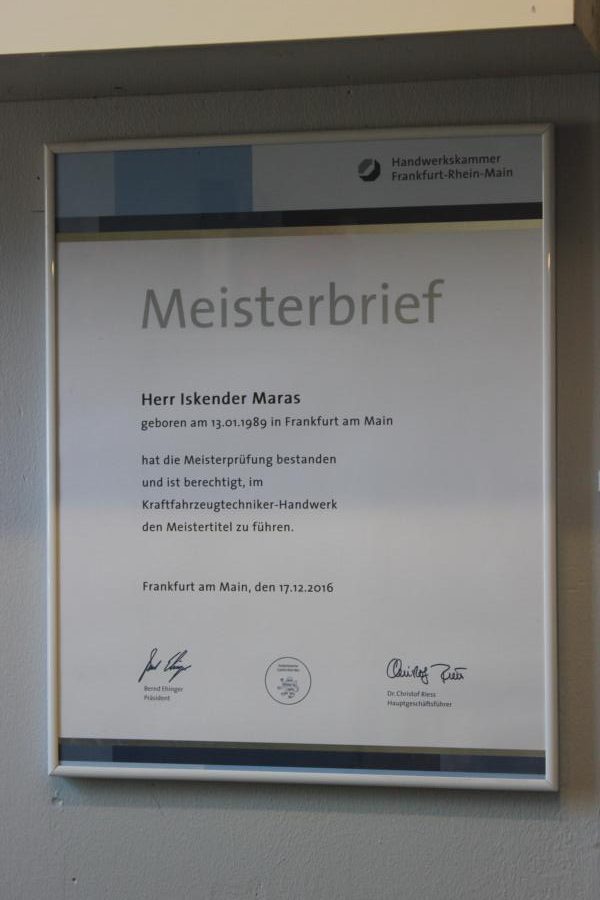 Handwerkskammer
Frankfurt-Rhein-Main
Meisterbrief
Herr Iskender Maras
geboren am 13.01.1989 in Frankfurt am Main
hat die Meisterprüfung bestanden
und ist berechtigt, im
Kraftfahrzeugtechniker-Handwerk
den Meistertitel zu führen.
Frankfurt am Main, den 17.12.2016
Bernd Ehinger
Präsident
Dr. Christof Riess
Hauptgeschäftsführer